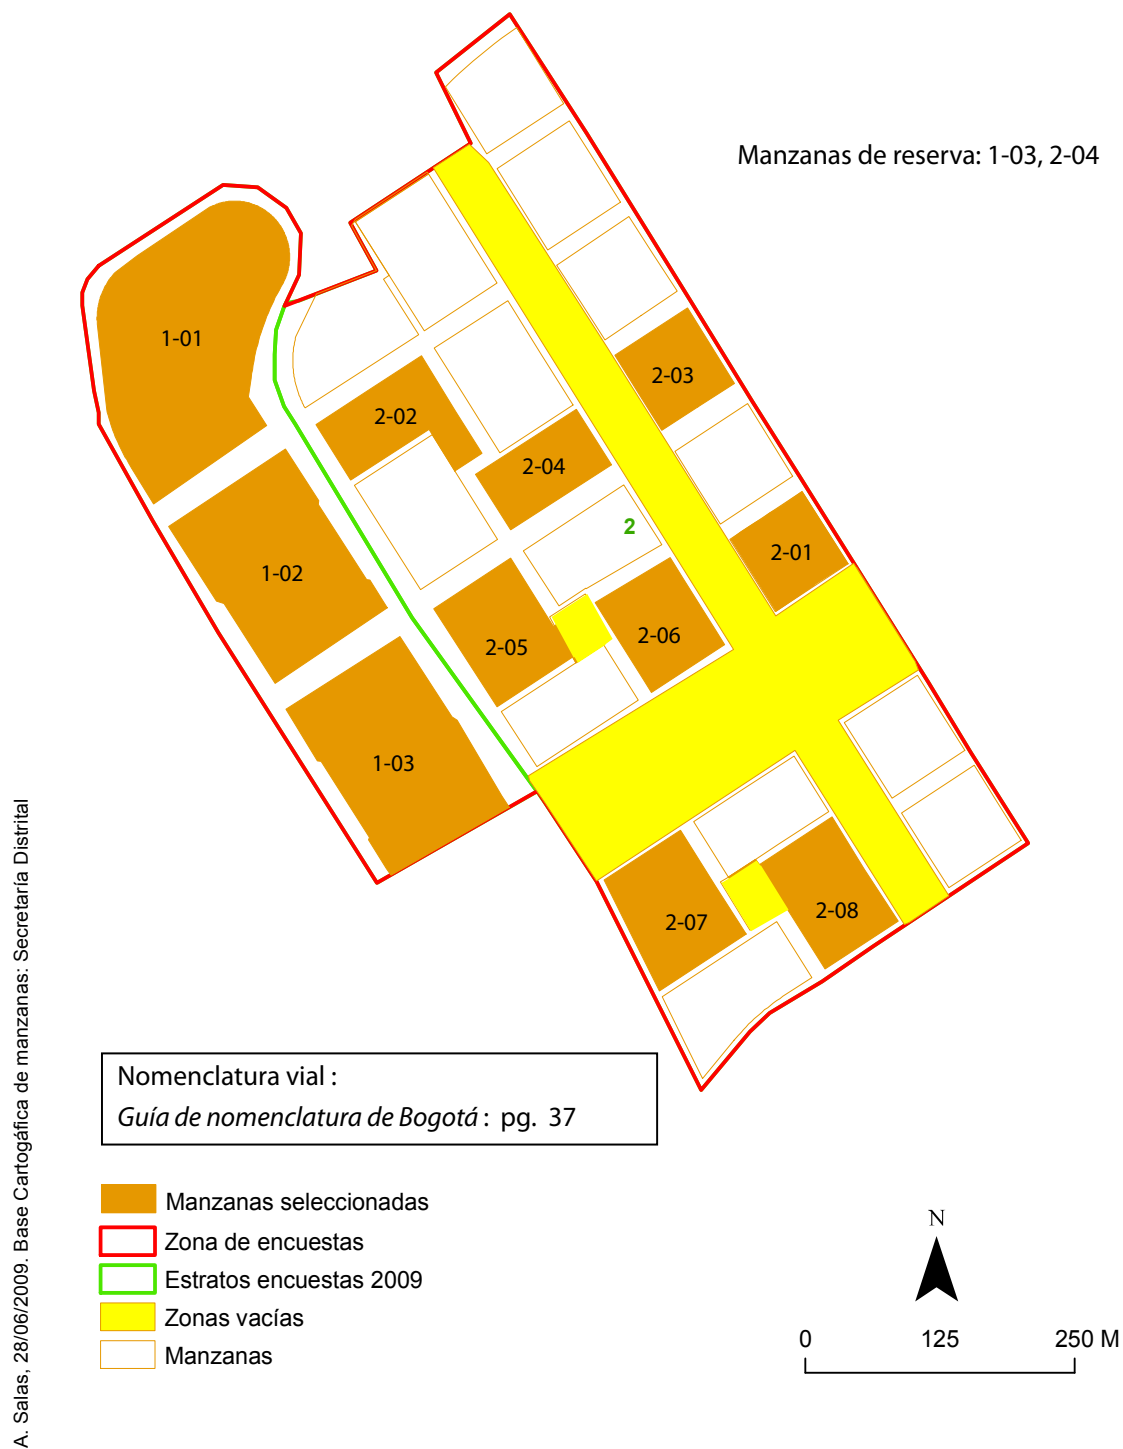 Manzanas de reserva: 1-03, 2-04
1-01
2-03
2-02
2-04
2
2-01
1-02
2-05
2-06
1-03
2-07
2-08
Nomenclatura vial :
Guía de nomenclatura de Bogotá : pg. 37
Manzanas seleccionadas
Zona de encuestas
Estratos encuestas 2009
Zonas vacías
Manzanas
N
0 125 250 M
A. Salas, 28/06/2009. Base Cartogáfica de manzanas: Secretaría Distrital